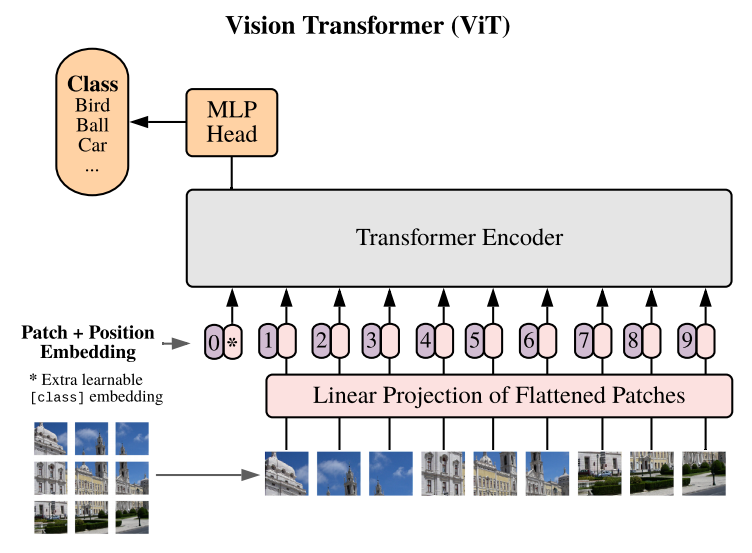 Vision Transformer (ViT)
Class
Bird
Ball
Car
...
MLP
Head
Transformer Encoder
Patch + Position
Embedding
0 * 1 2 3 4 5 6 7 8 9
* Extra learnable
[class] embedding
Linear Projection of Flattened Patches